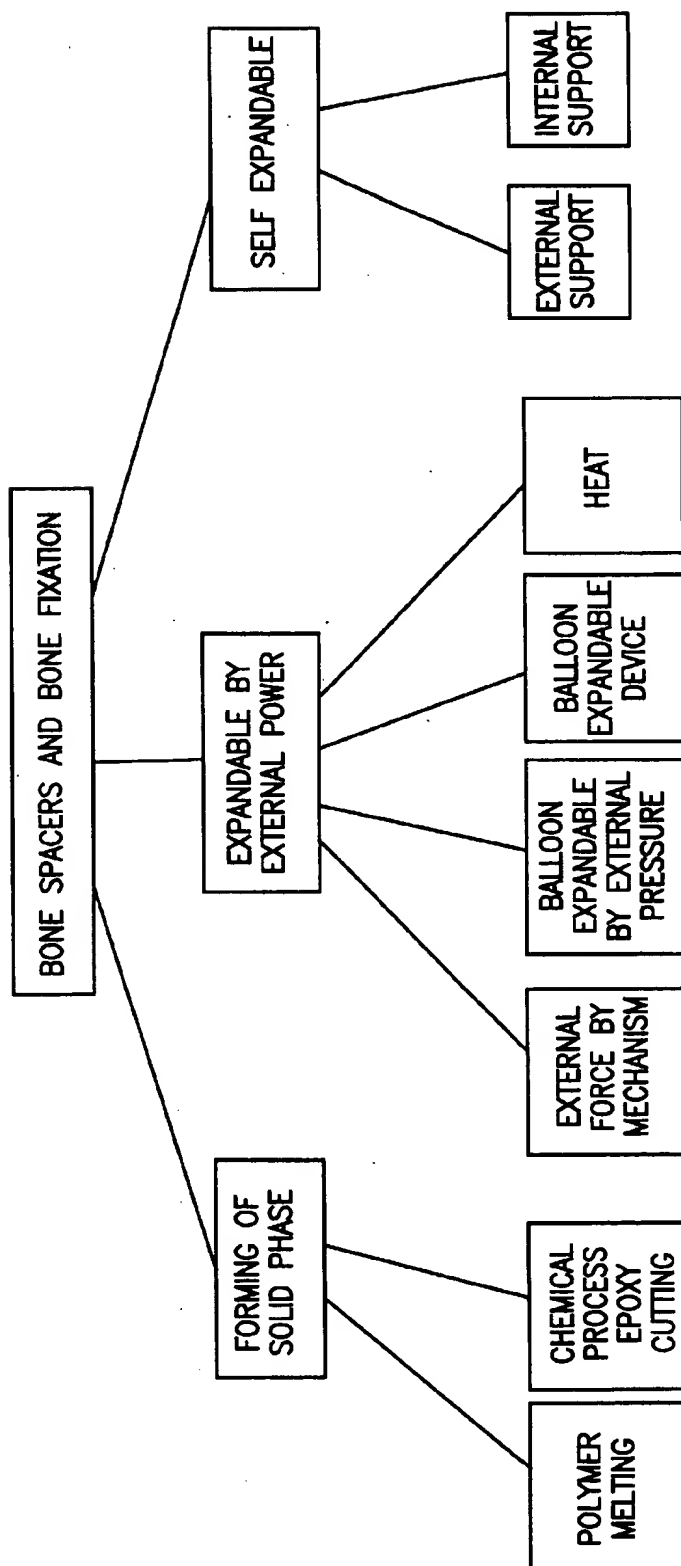 BONE SPACERS AND BONE FIXATION
FORMING OF
SOLID PHASE
EXPANDABLE BY
EXTERNAL POWER
SELF EXPANDABLE
POLYMER
MELTING
CHEMICAL
PROCESS
EPOXY
CUTTING
EXTERNAL
FORCE BY
MECHANISM
BALLOON
EXPANDABLE
BY EXTERNAL
PRESSURE
BALLOON
EXPANDABLE
DEVICE
HEAT
EXTERNAL
SUPPORT
INTERNAL
SUPPORT